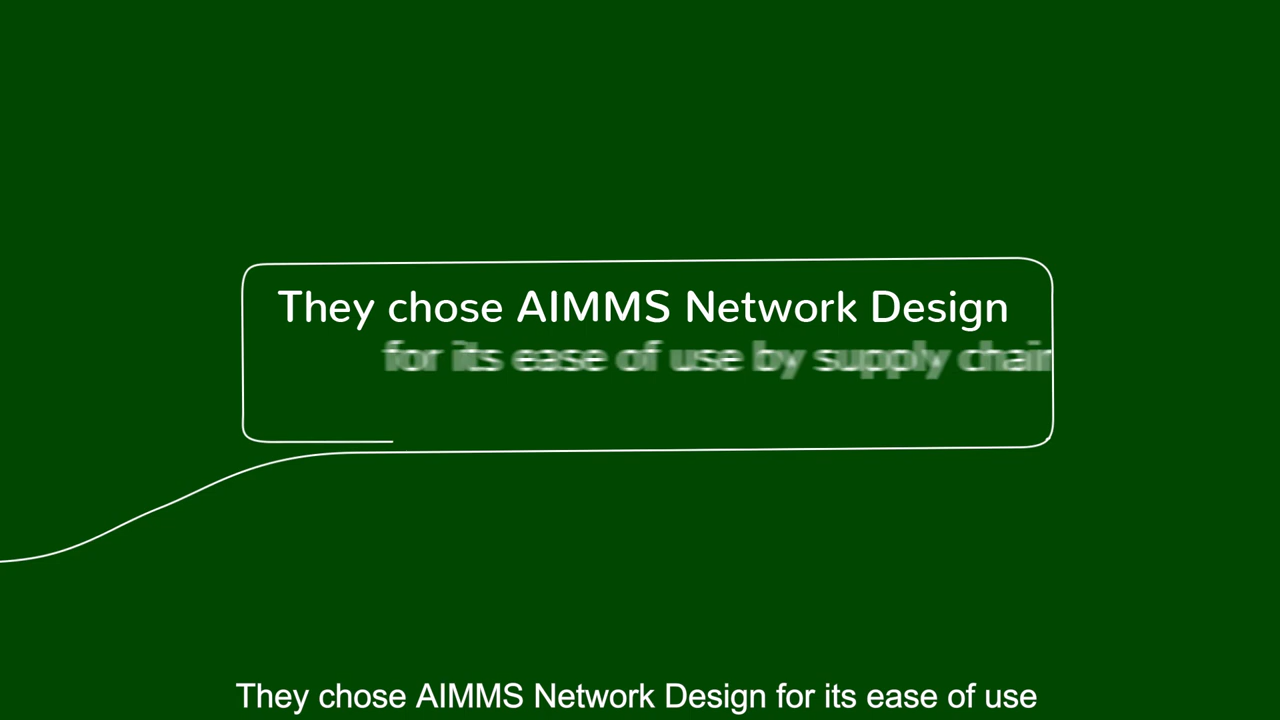 They chose AIMMS Network Design
for its ease of use by supply chain
They chose AIMMS Network Design for its ease of use